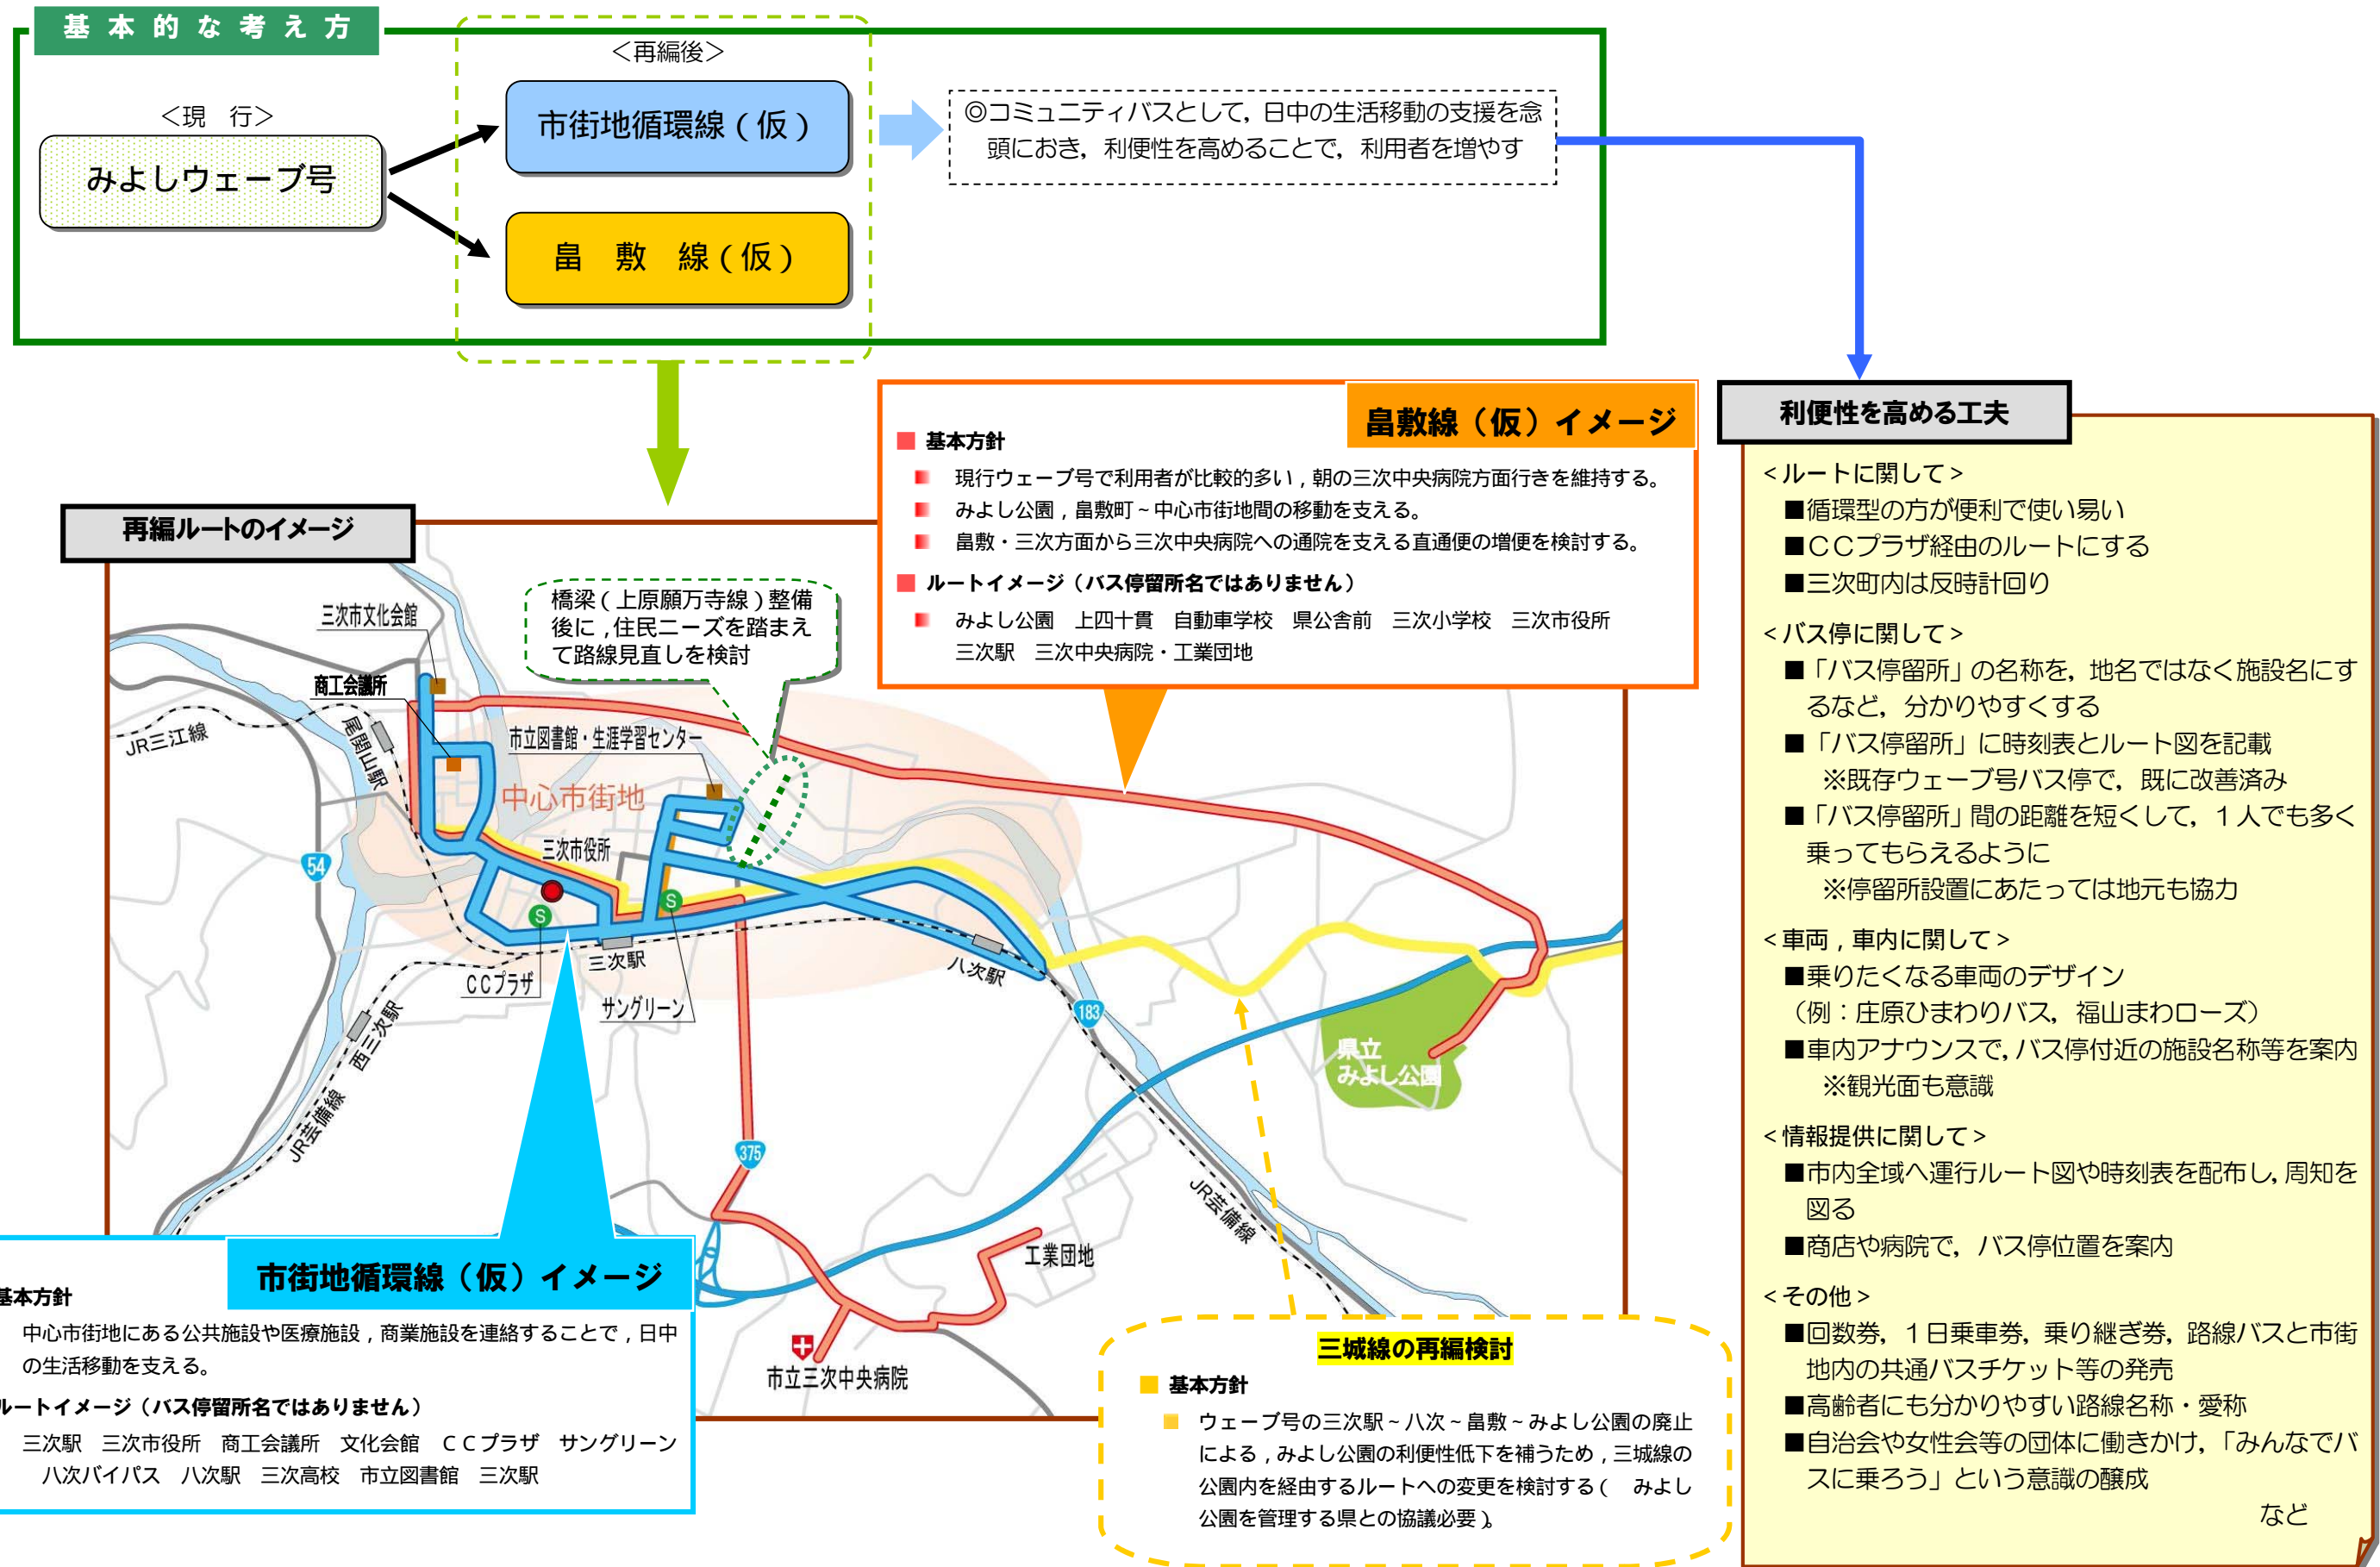 基本的な考え方
＜現　行＞
みよしウェーブ号
＜再編後＞
市街地循環線（仮）
畠　敷　線（仮）
◎コミュニティバスとして，日中の生活移動の支援を念
頭におき，利便性を高めることで，利用者を増やす
畠敷線（仮）イメージ
■ 基本方針
現行ウェーブ号で利用者が比較的多い，朝の三次中央病院方面行きを維持する。
みよし公園，畠敷町～中心市街地間の移動を支える。
畠敷・三次方面から三次中央病院への通院を支える直通便の増便を検討する。
■ ルートイメージ（バス停留所名ではありません）
みよし公園　上四十貫　自動車学校　県公舎前　三次小学校　三次市役所
三次駅　三次中央病院・工業団地
再編ルートのイメージ
橋梁（上原願万寺線）整備
後に，住民ニーズを踏まえ
て路線見直しを検討
三次市文化会館
商工会議所
JR三江線
尾関山駅
市立図書館・生涯学習センター
中心市街地
三次市役所
54
S
S
三次駅
CCプラザ
サングリーン
八次駅
183
西三次駅
JR芸備線
県立
みよし公園
375
JR芸備線
工業団地
市立三次中央病院
市街地循環線（仮）イメージ
基本方針
中心市街地にある公共施設や医療施設，商業施設を連絡することで，日中
の生活移動を支える。
ルートイメージ（バス停留所名ではありません）
三次駅　三次市役所　商工会議所　文化会館　ＣＣプラザ　サングリーン
八次バイパス　八次駅　三次高校　市立図書館　三次駅
三城線の再編検討
■ 基本方針
ウェーブ号の三次駅～八次～畠敷～みよし公園の廃止
による，みよし公園の利便性低下を補うため，三城線の
公園内を経由するルートへの変更を検討する（　みよし
公園を管理する県との協議必要）。
利便性を高める工夫
＜ルートに関して＞
■循環型の方が便利で使い易い
■ＣＣプラザ経由のルートにする
■三次町内は反時計回り
＜バス停に関して＞
■「バス停留所」の名称を，地名ではなく施設名にす
るなど，分かりやすくする
■「バス停留所」に時刻表とルート図を記載
※既存ウェーブ号バス停で，既に改善済み
■「バス停留所」間の距離を短くして，１人でも多く
乗ってもらえるように
※停留所設置にあたっては地元も協力
＜車両，車内に関して＞
■乗りたくなる車両のデザイン
（例：庄原ひまわりバス，福山まわローズ）
■車内アナウンスで，バス停付近の施設名称等を案内
※観光面も意識
＜情報提供に関して＞
■市内全域へ運行ルート図や時刻表を配布し，周知を
図る
■商店や病院で，バス停位置を案内
＜その他＞
■回数券，１日乗車券，乗り継ぎ券，路線バスと市街
地内の共通バスチケット等の発売
■高齢者にも分かりやすい路線名称・愛称
■自治会や女性会等の団体に働きかけ，「みんなでバ
スに乗ろう」という意識の醸成
など